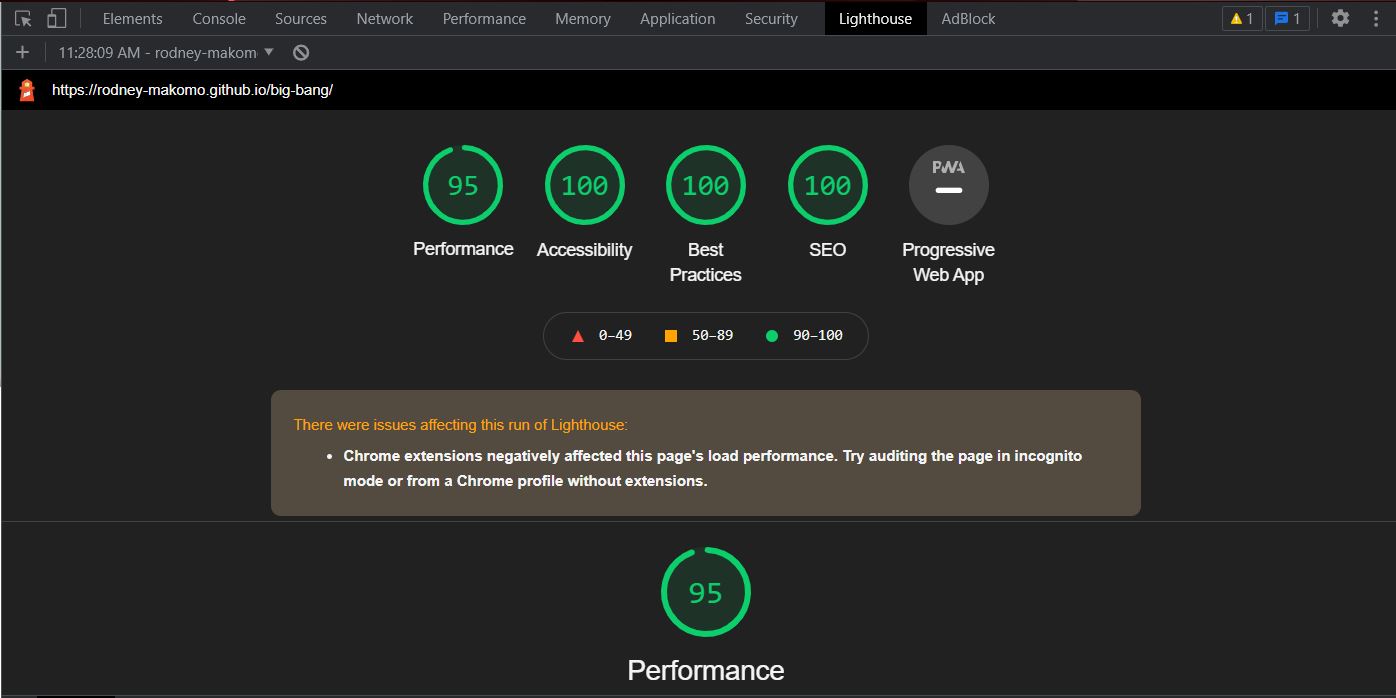 Elements Console Sources Network Performance Memory Application Security Lighthouse AdBlock 1 1
11:28:09 AM - rodney-makom
https://rodney-makomo.github.io/big-bang/
95 100 100 100 PWA
Performance Accessibility Best Practices SEO Progressive Web App
0–49 50–89 90–100
There were issues affecting this run of Lighthouse:
• Chrome extensions negatively affected this page's load performance. Try auditing the page in incognito
mode or from a Chrome profile without extensions.
95
Performance